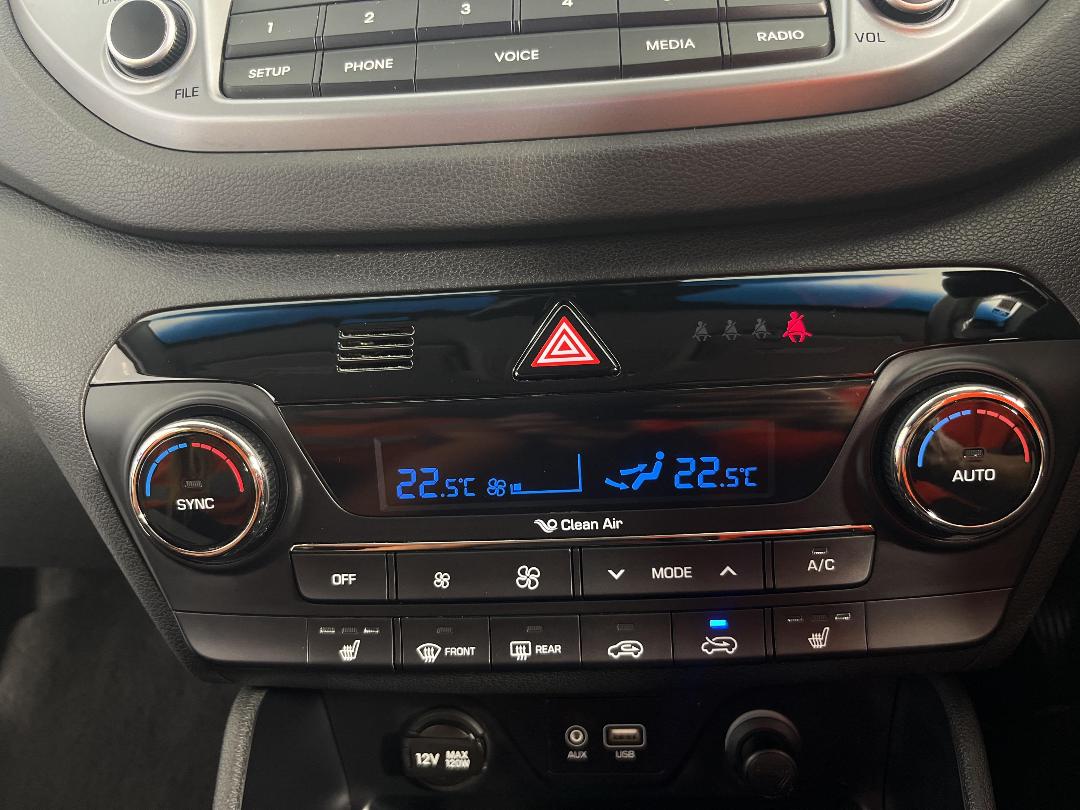 1 2 3 4
SETUP PHONE VOICE MEDIA RADIO
FILE VOL
SYNC AUTO
22.5°C 22.5°C
Clean Air
OFF MODE A/C
FRONT REAR
12V MAX 120W
AUX USB